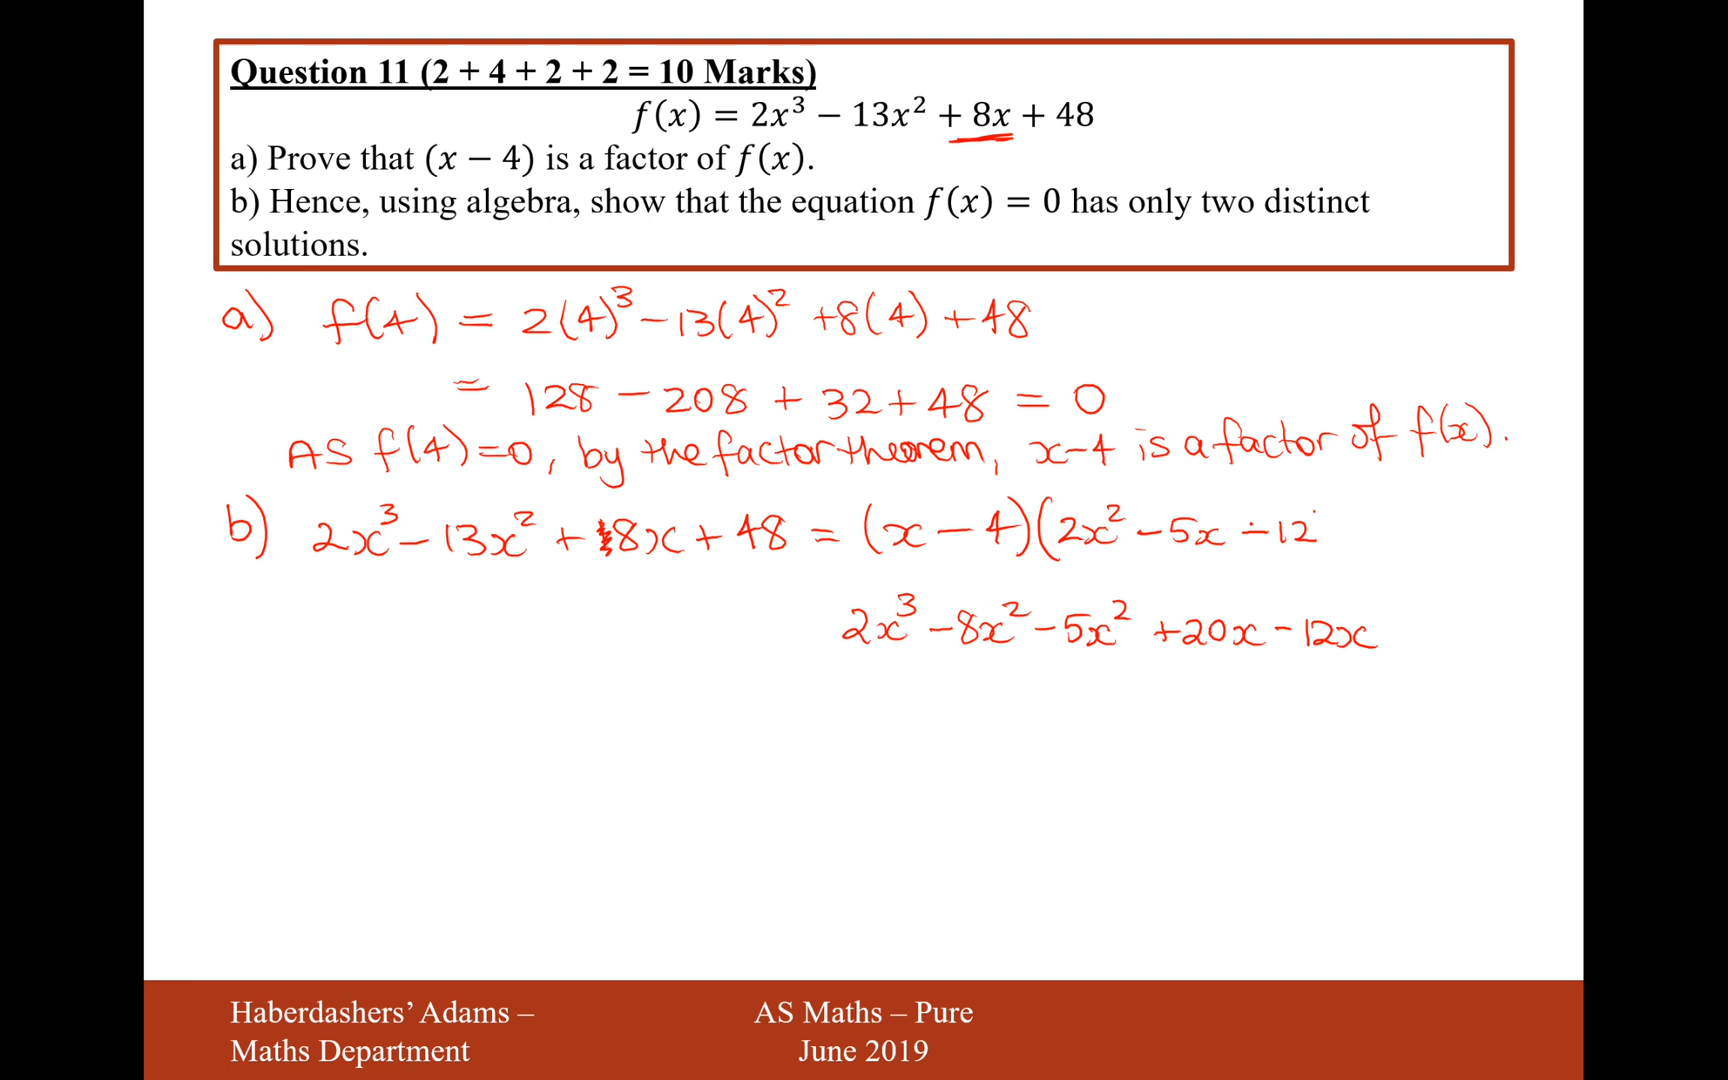 Question 11 (2 + 4 + 2 + 2 = 10 Marks)
f(x) = 2x³ − 13x² + 8x + 48
a) Prove that (x − 4) is a factor of f(x).
b) Hence, using algebra, show that the equation f(x) = 0 has only two distinct
solutions.
a) f(4) = 2(4)³ − 13(4)² + 8(4) + 48
= 128 − 208 + 32 + 48 = 0
As f(4) = 0, by the factor theorem, x − 4 is a factor of f(x).
b) 2x³ − 13x² + 8x + 48 = (x − 4)(2x² − 5x − 12
2x³ − 8x² − 5x² + 20x − 12x
Haberdashers' Adams –
Maths Department
AS Maths – Pure
June 2019